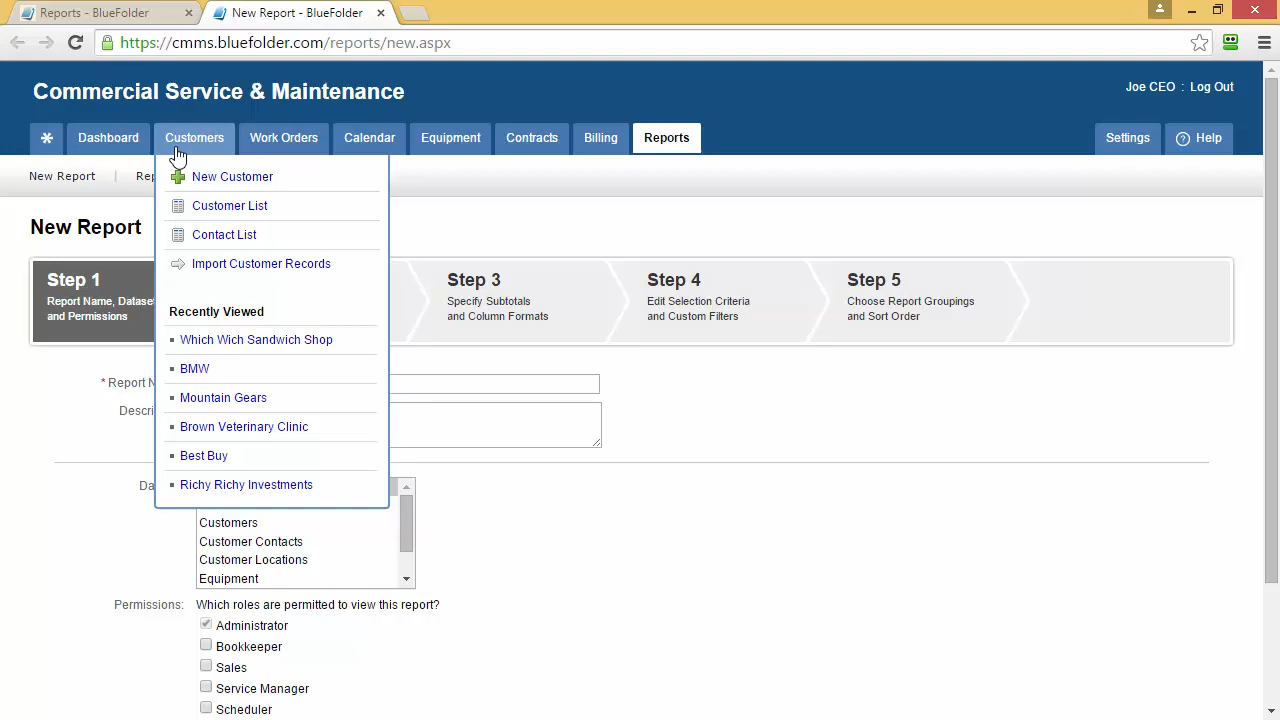 Reports - BlueFolder
New Report - BlueFolder
https://cmms.bluefolder.com/reports/new.aspx
Commercial Service & Maintenance
Joe CEO : Log Out
Dashboard
Customers
Work Orders
Calendar
Equipment
Contracts
Billing
Reports
Settings
Help
New Report
New Customer
Customer List
Contact List
Import Customer Records
Recently Viewed
Which Wich Sandwich Shop
BMW
Mountain Gears
Brown Veterinary Clinic
Best Buy
Richy Richy Investments
New Report
Step 1
Report Name, Dataset
and Permissions
Step 3
Specify Subtotals
and Column Formats
Step 4
Edit Selection Criteria
and Custom Filters
Step 5
Choose Report Groupings
and Sort Order
* Report N
Descri
Da
Customers
Customer Contacts
Customer Locations
Equipment
Permissions:
Which roles are permitted to view this report?
Administrator
Bookkeeper
Sales
Service Manager
Scheduler